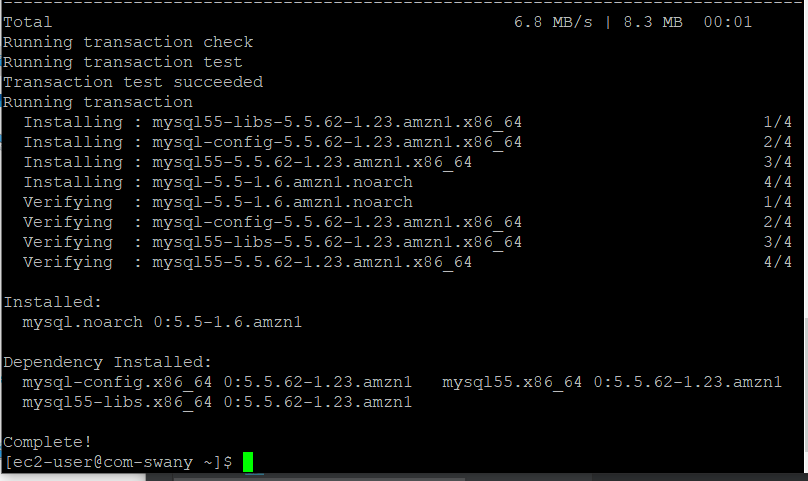 Total 6.8 MB/s | 8.3 MB 00:01
Running transaction check
Running transaction test
Transaction test succeeded
Running transaction
Installing : mysql55-libs-5.5.62-1.23.amzn1.x86_64 1/4
Installing : mysql-config-5.5.62-1.23.amzn1.x86_64 2/4
Installing : mysql55-5.5.62-1.23.amzn1.x86_64 3/4
Installing : mysql-5.5-1.6.amzn1.noarch 4/4
Verifying : mysql-5.5-1.6.amzn1.noarch 1/4
Verifying : mysql-config-5.5.62-1.23.amzn1.x86_64 2/4
Verifying : mysql55-libs-5.5.62-1.23.amzn1.x86_64 3/4
Verifying : mysql55-5.5.62-1.23.amzn1.x86_64 4/4
Installed:
mysql.noarch 0:5.5-1.6.amzn1
Dependency Installed:
mysql-config.x86_64 0:5.5.62-1.23.amzn1 mysql55.x86_64 0:5.5.62-1.23.amzn1
mysql55-libs.x86_64 0:5.5.62-1.23.amzn1
Complete!
[ec2-user@com-swany ~]$